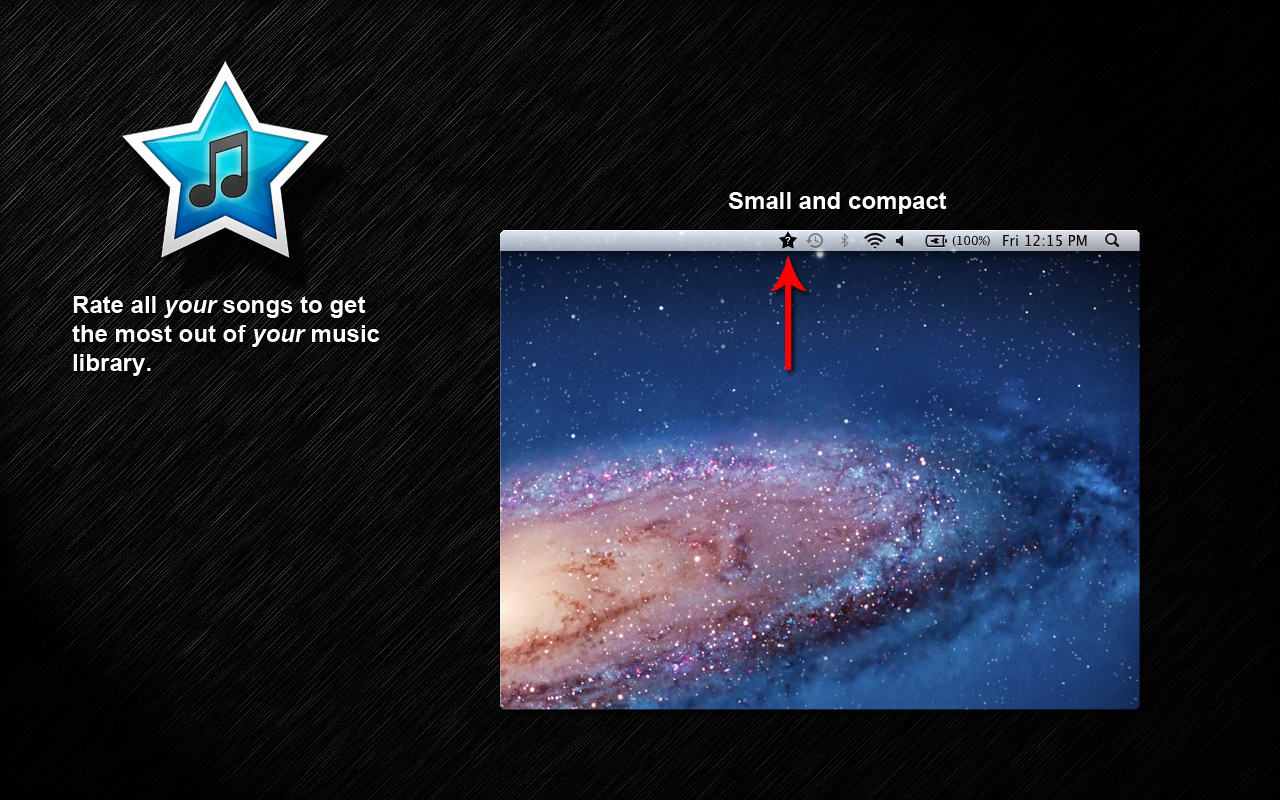 Rate all your songs to get
the most out of your music
library.
Small and compact
? (100%) Fri 12:15 PM